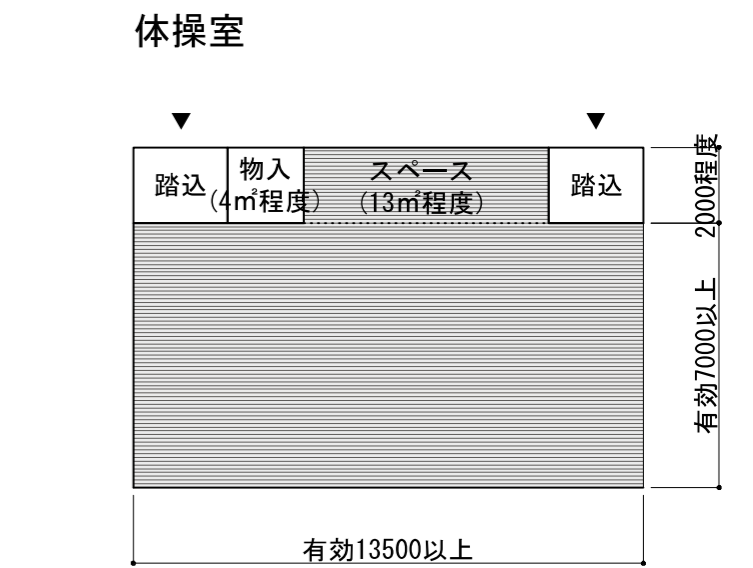 体操室
踏込
物入
(4㎡程度)
スペース
(13㎡程度)
踏込
2000程度
有効7000以上
有効13500以上